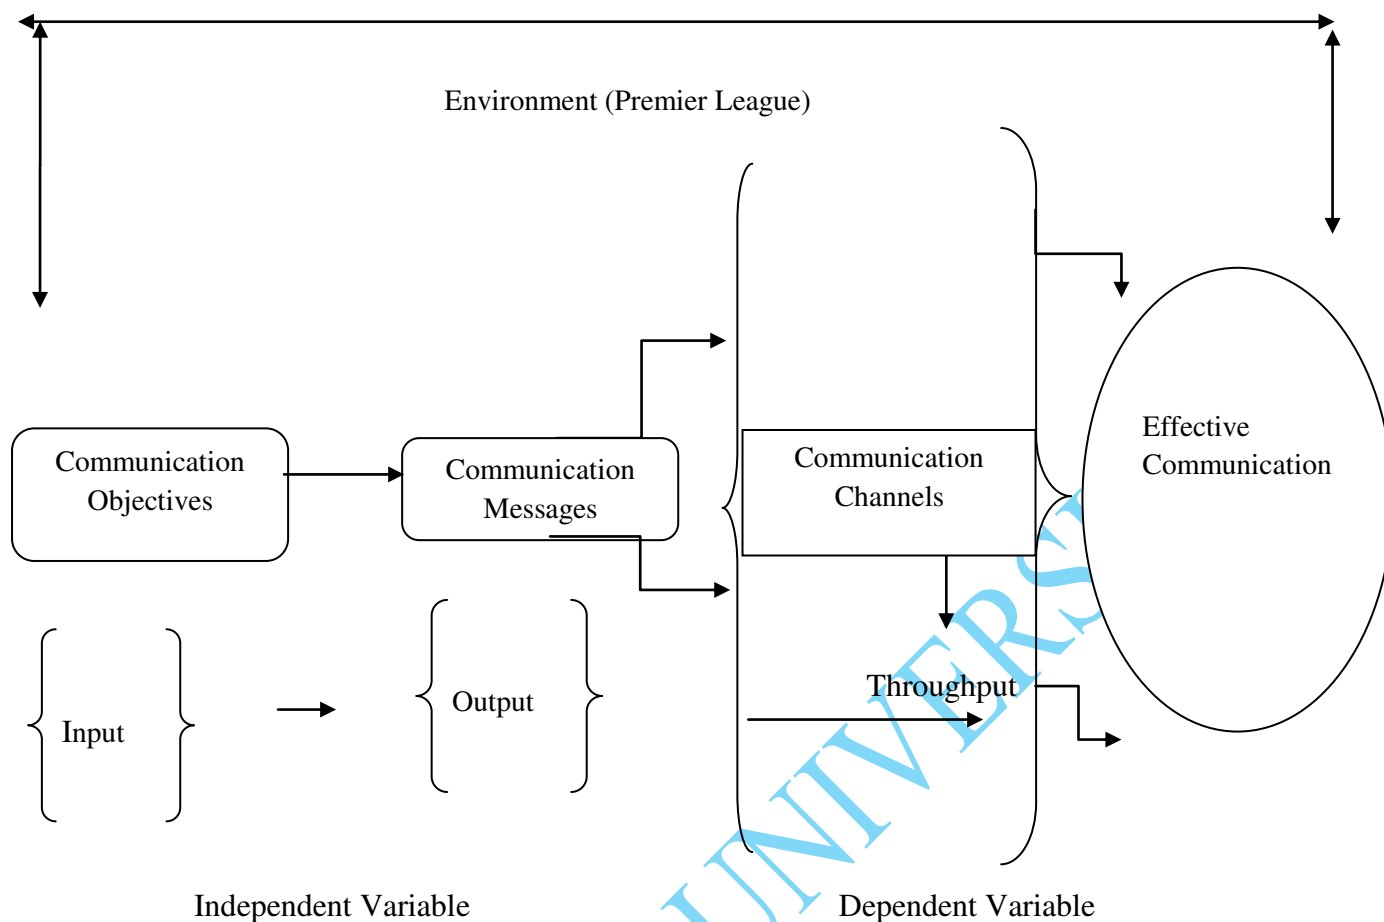 Environment (Premier League)
Communication
Objectives
Communication
Messages
Communication
Channels
Effective
Communication
Input
Output
Throughput
Independent Variable
Dependent Variable